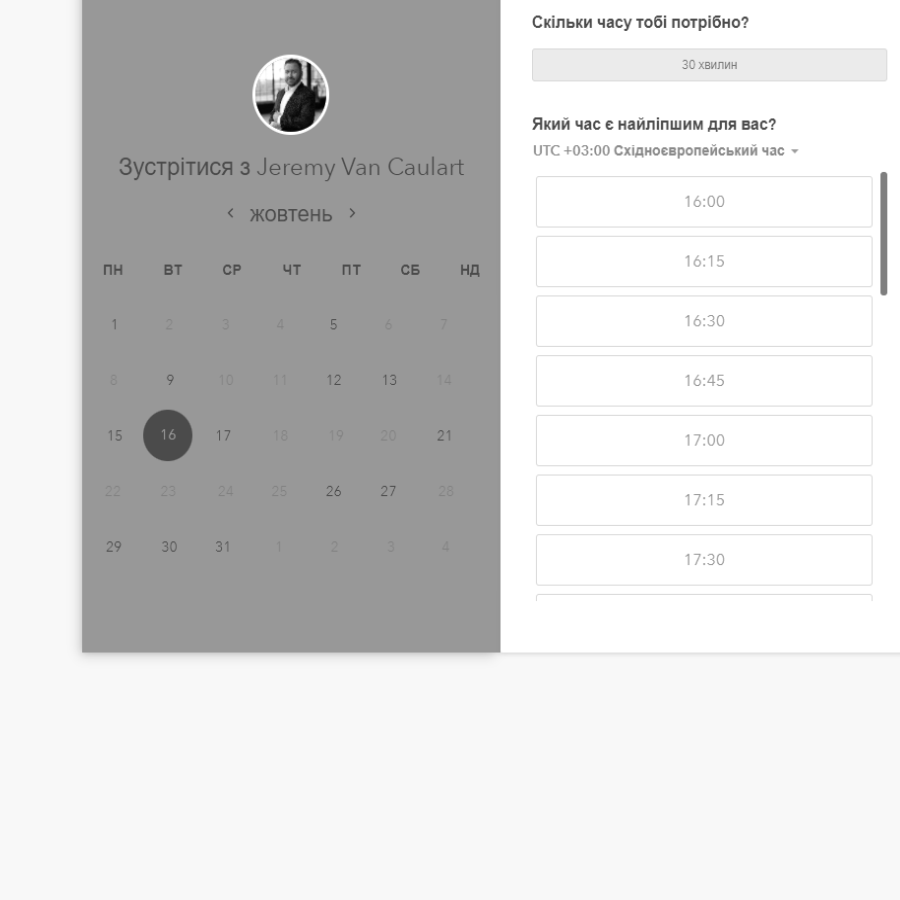 Зустрітися з Jeremy Van Caulart
жовтень
ПН ВТ СР ЧТ ПТ СБ НД
1 2 3 4 5 6 7
8 9 10 11 12 13 14
15 16 17 18 19 20 21
22 23 24 25 26 27 28
29 30 31 1 2 3 4
Скільки часу тобі потрібно?
30 хвилин
Який час є найліпшим для вас?
UTC +03:00 Східноєвропейський час
16:00
16:15
16:30
16:45
17:00
17:15
17:30